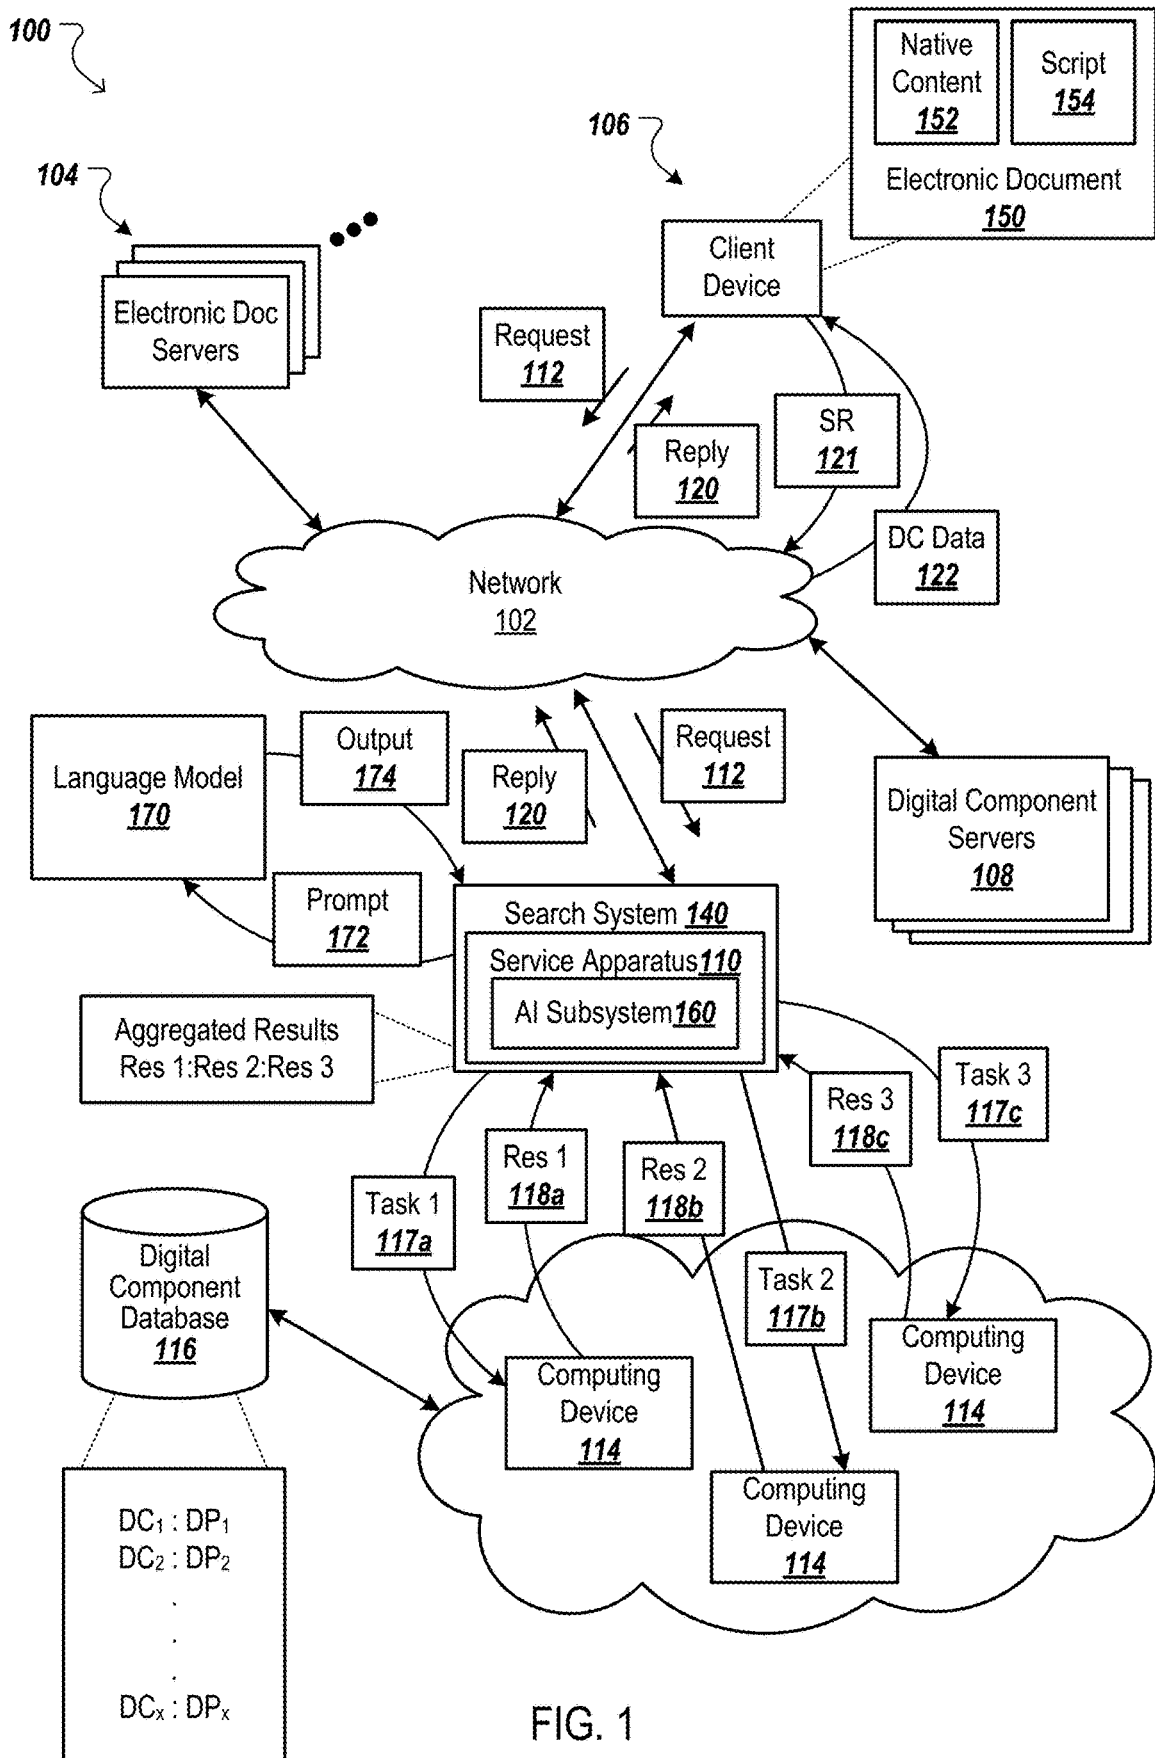 100
104
106
Native
Content
152
Script
154
Electronic Document
150
Client
Device
Electronic Doc
Servers
Request
112
Reply
120
SR
121
DC Data
122
Network
102
Language Model
170
Output
174
Reply
120
Request
112
Digital Component
Servers
108
Prompt
172
Search System 140
Service Apparatus110
AI Subsystem160
Aggregated Results
Res 1:Res 2:Res 3
Task 1
117a
Res 1
118a
Res 2
118b
Res 3
118c
Task 3
117c
Task 2
117b
Digital
Component
Database
116
Computing
Device
114
Computing
Device
114
Computing
Device
114
DC₁ : DP₁
DC₂ : DP₂
.
.
.
DCₓ : DPₓ
FIG. 1